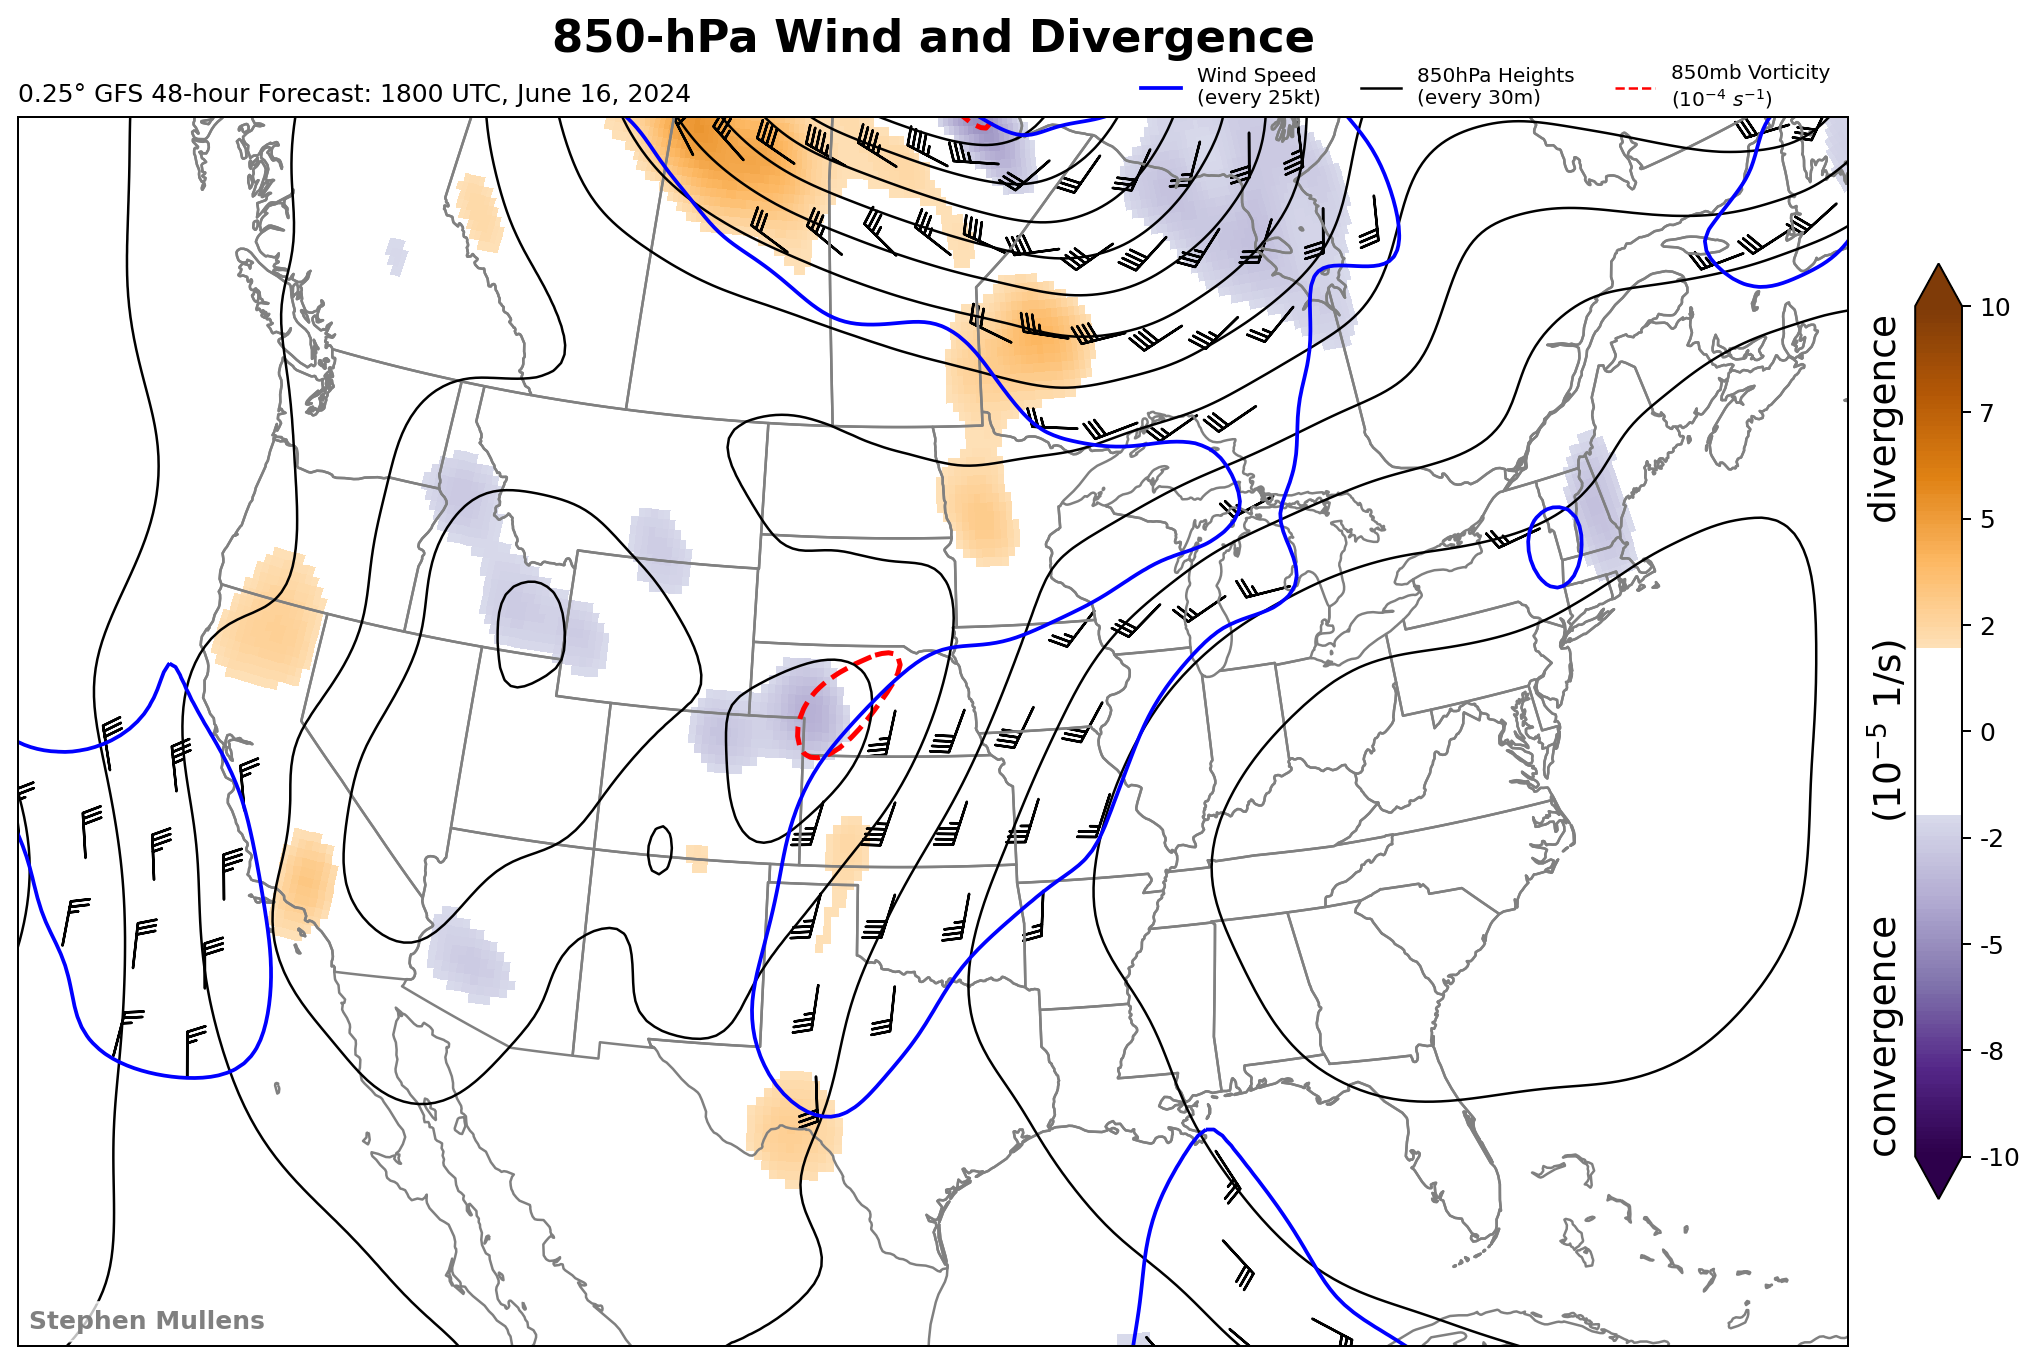 850-hPa Wind and Divergence
0.25° GFS 48-hour Forecast: 1800 UTC, June 16, 2024
Wind Speed
(every 25kt)
850hPa Heights
(every 30m)
850mb Vorticity
(10⁻⁴ s⁻¹)
10
7
5
2
0
-2
-5
-8
-10
convergence (10⁻⁵ 1/s) divergence
Stephen Mullens